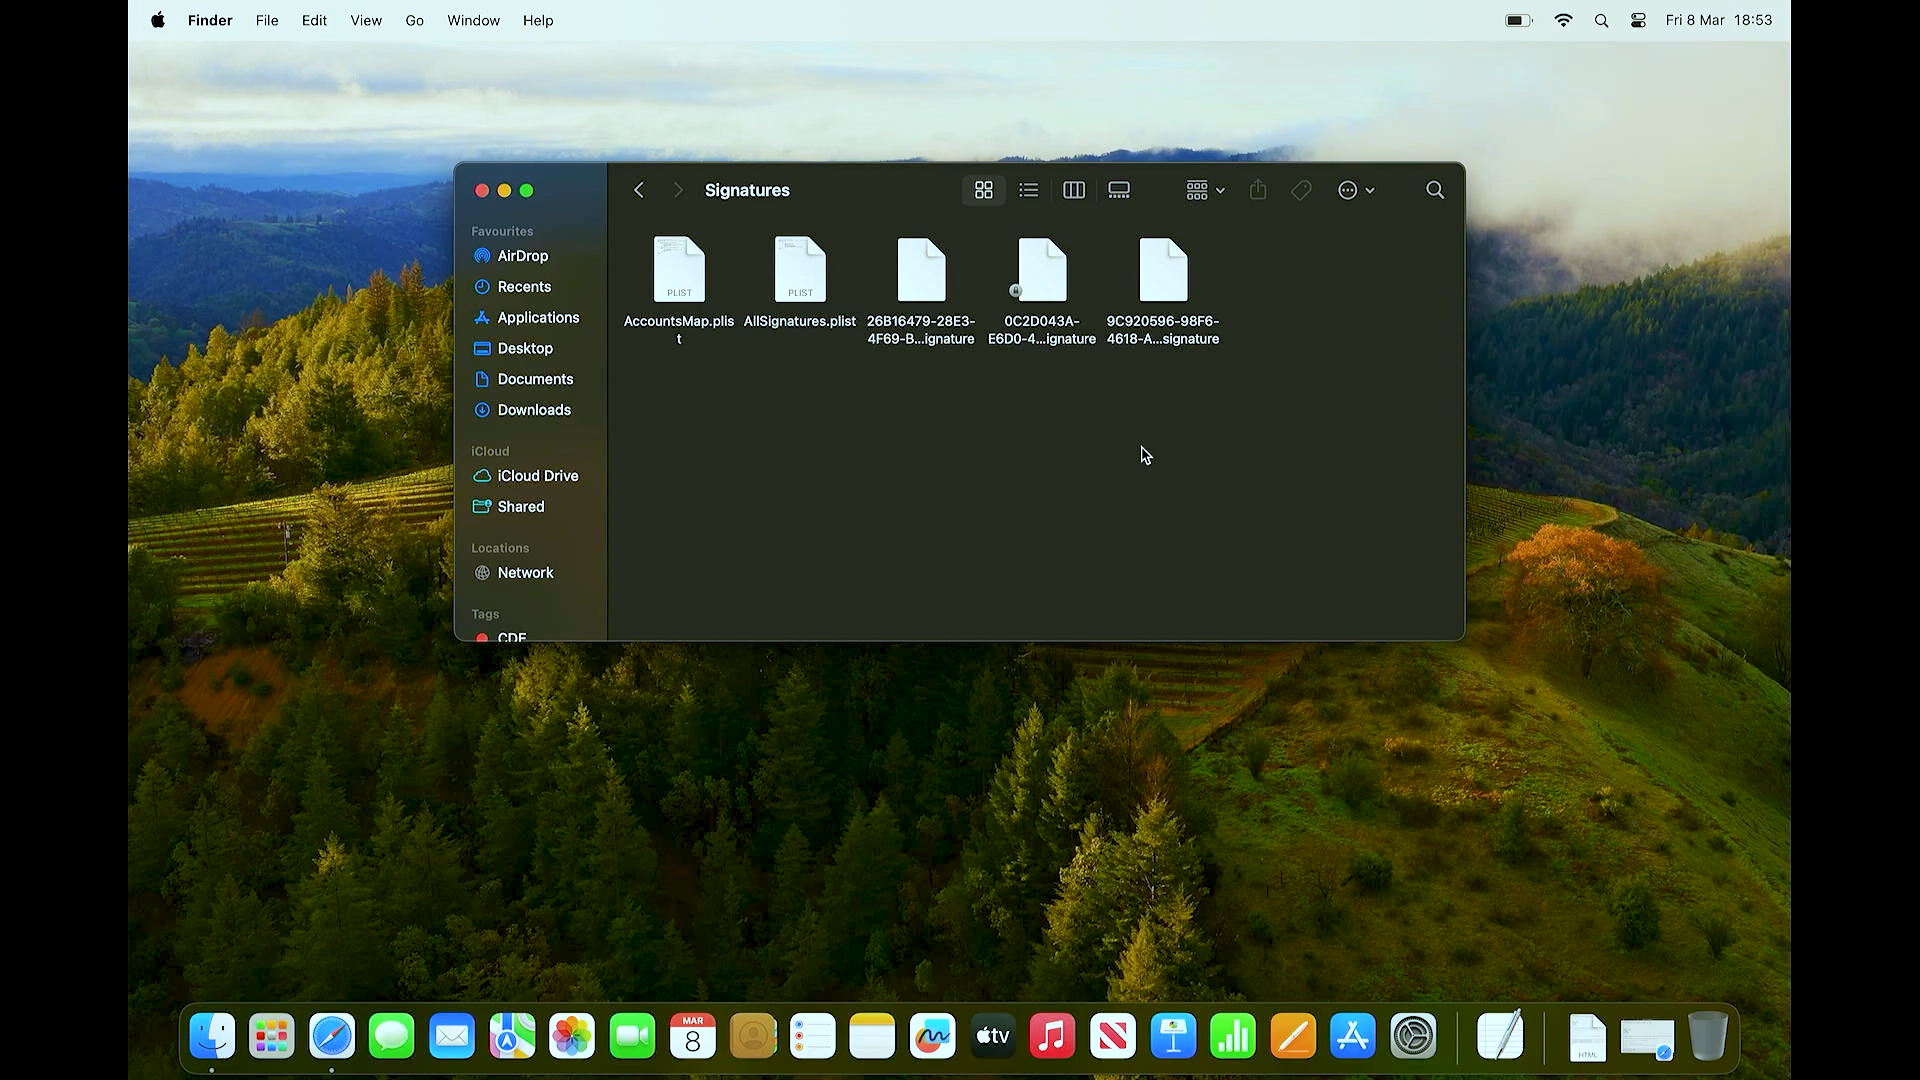 Finder File Edit View Go Window Help Fri 8 Mar 18:53
Signatures
Favourites
AirDrop
Recents
Applications
Desktop
Documents
Downloads
iCloud
iCloud Drive
Shared
Locations
Network
Tags
CDF
PLIST
AccountsMap.plis
t
PLIST
AllSignatures.plist
26B16479-28E3-
4F69-B...ignature
0C2D043A-
E6D0-4...ignature
9C920596-98F6-
4618-A...signature
MAR
8
tv
HTML